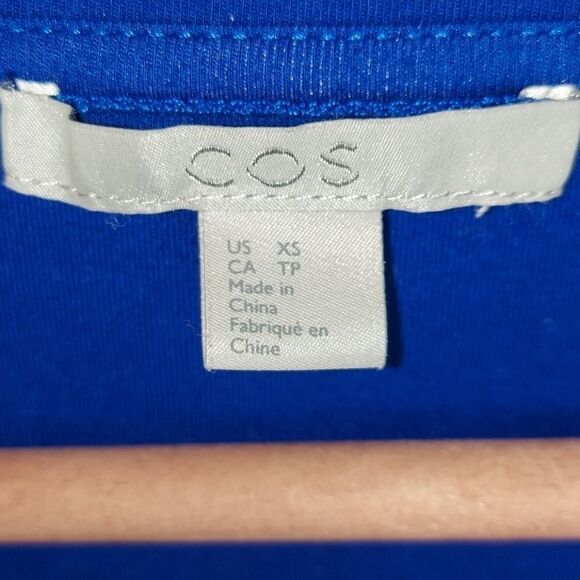 COS
US XS
CA TP
Made in
China
Fabriqué en
Chine